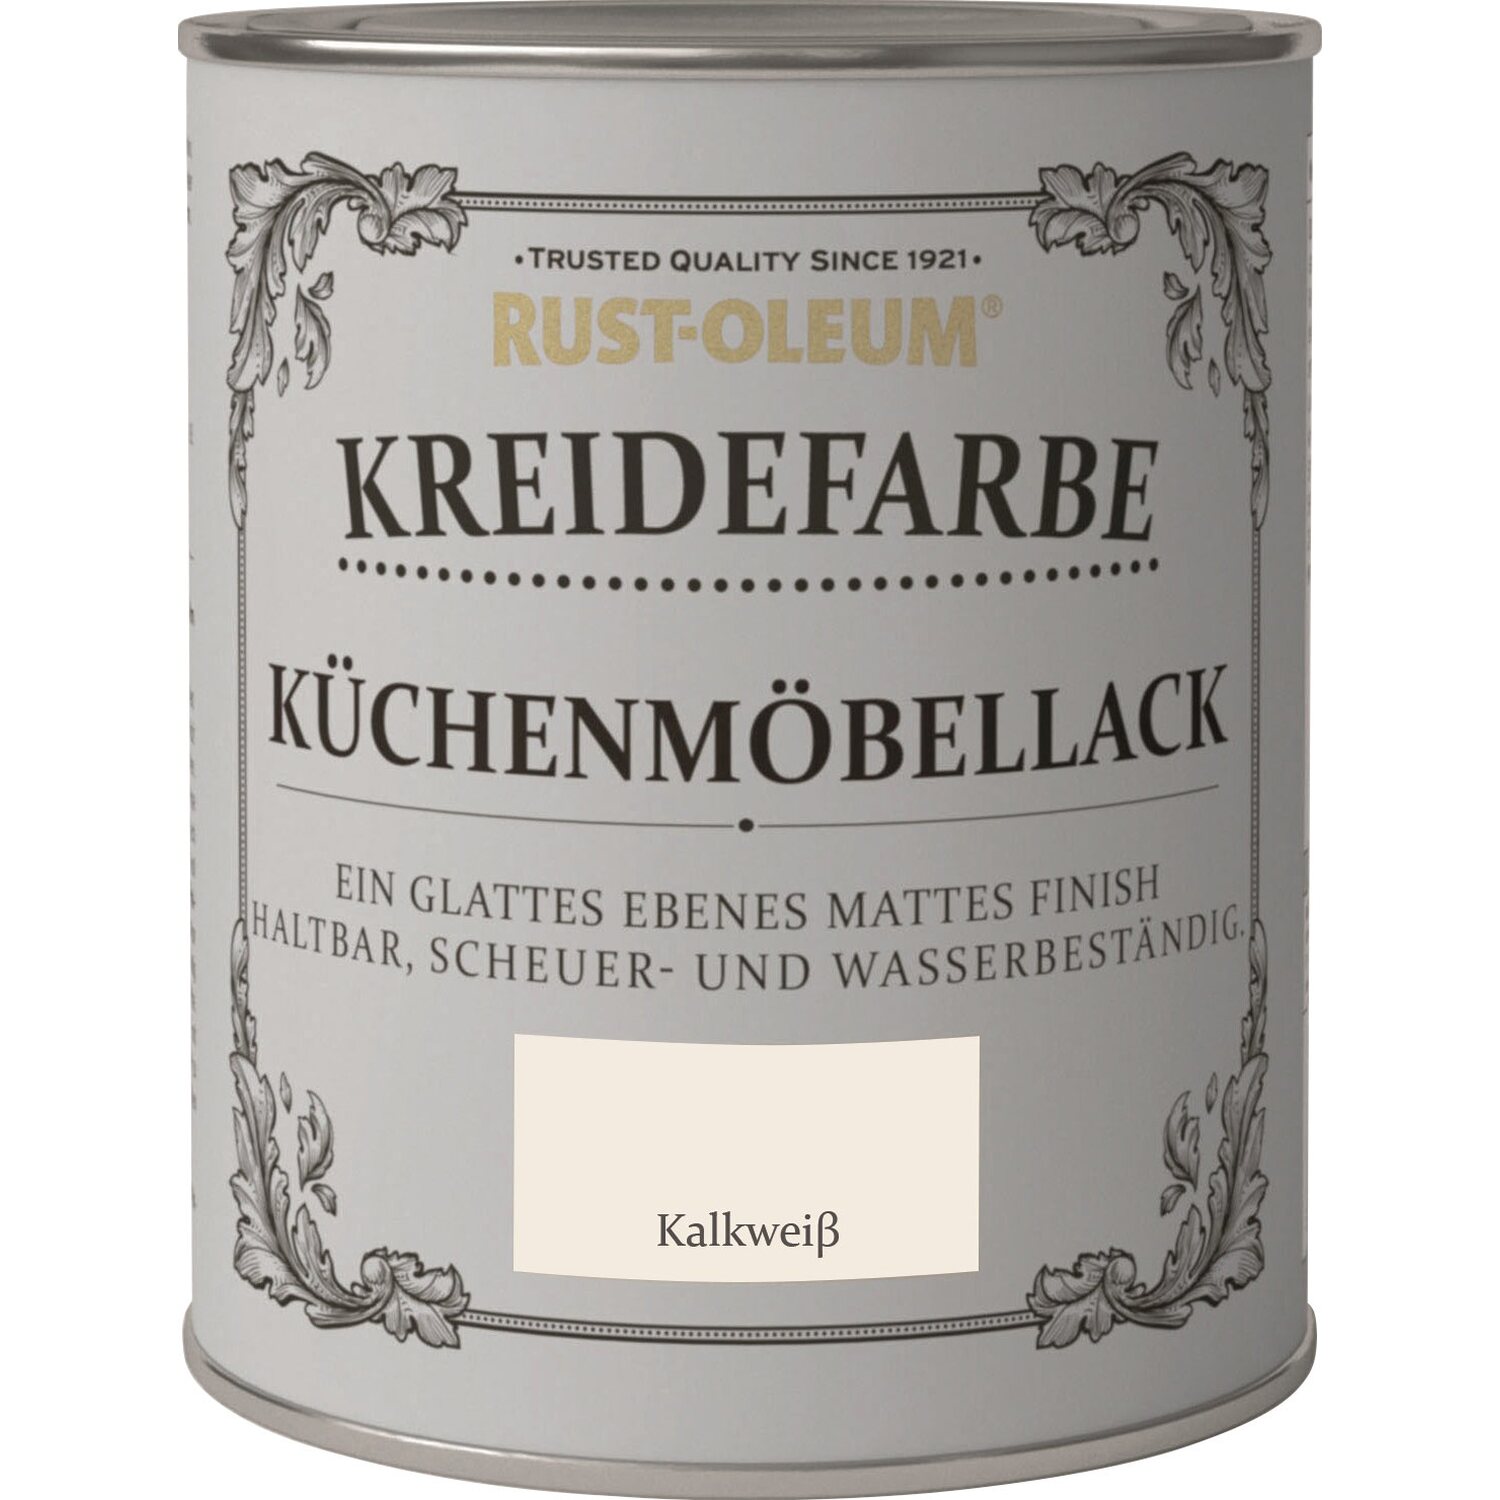 •TRUSTED QUALITY SINCE 1921•
RUST-OLEUM®
KREIDEFARBE
KÜCHENMÖBELLACK
EIN GLATTES EBENES MATTES FINISH
HALTBAR, SCHEUER- UND WASSERBESTÄNDIG.
Kalkweiß